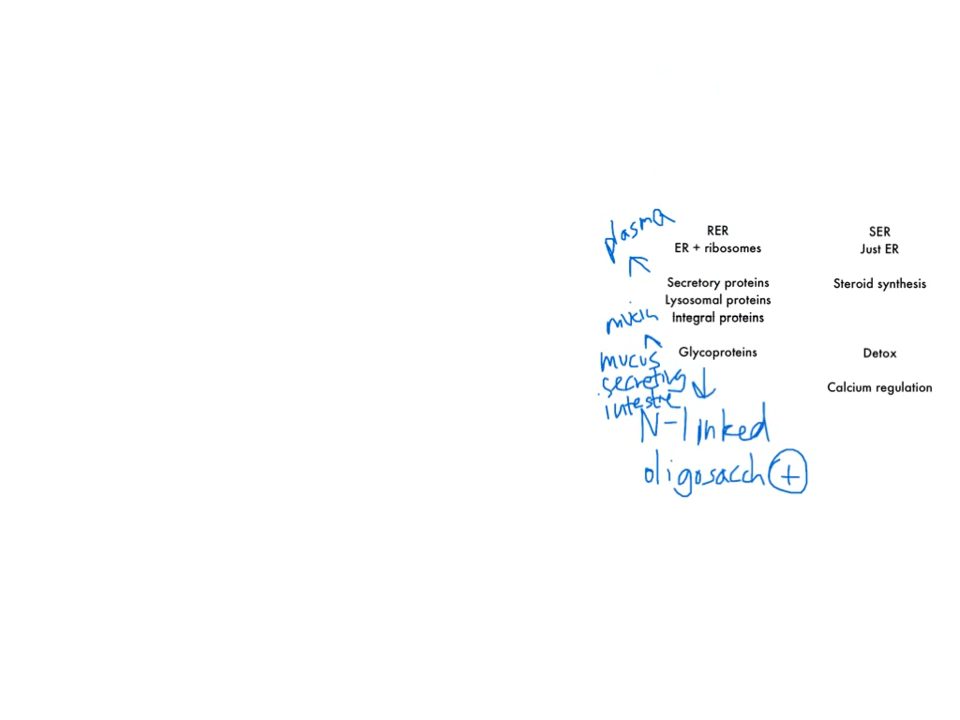 plasma
RER
SER
ER + ribosomes
Just ER
Secretory proteins
Steroid synthesis
Lysosomal proteins
mucin
Integral proteins
Glycoproteins
Detox
mucus
secreting
Calcium regulation
intestine
N-linked
oligosacch +